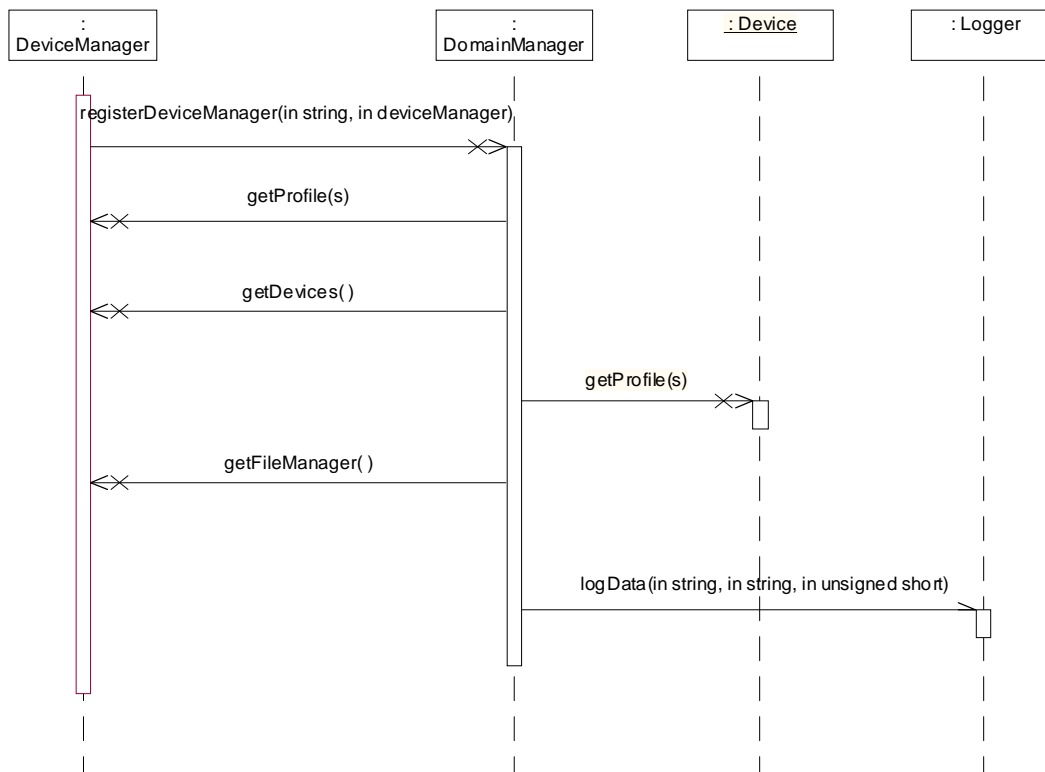 :
DeviceManager
:
DomainManager
: Device
: Logger
registerDeviceManager(in string, in deviceManager)
getProfile(s)
getDevices( )
getProfile(s)
getFileManager( )
logData(in string, in string, in unsigned short)